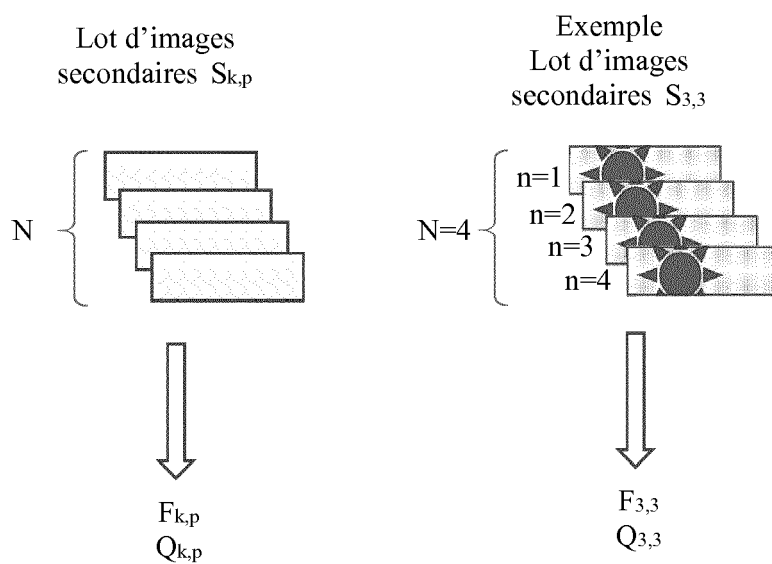 Lot d'images
secondaires Sk,p
N
Fk,p
Qk,p
Exemple
Lot d'images
secondaires S3,3
N=4
n=1
n=2
n=3
n=4
F3,3
Q3,3